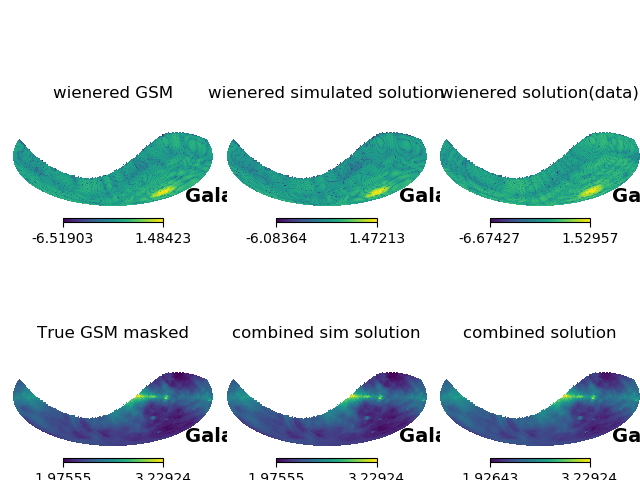 wienered GSM
wienered simulated solution
wienered solution(data)
Gala
Gala
Ga
-6.51903 1.48423
-6.08364 1.47213
-6.67427 1.52957
True GSM masked
combined sim solution
combined solution
Gala
Gala
Ga
1.97555 3.22924
1.97555 3.22924
1.92643 3.22924